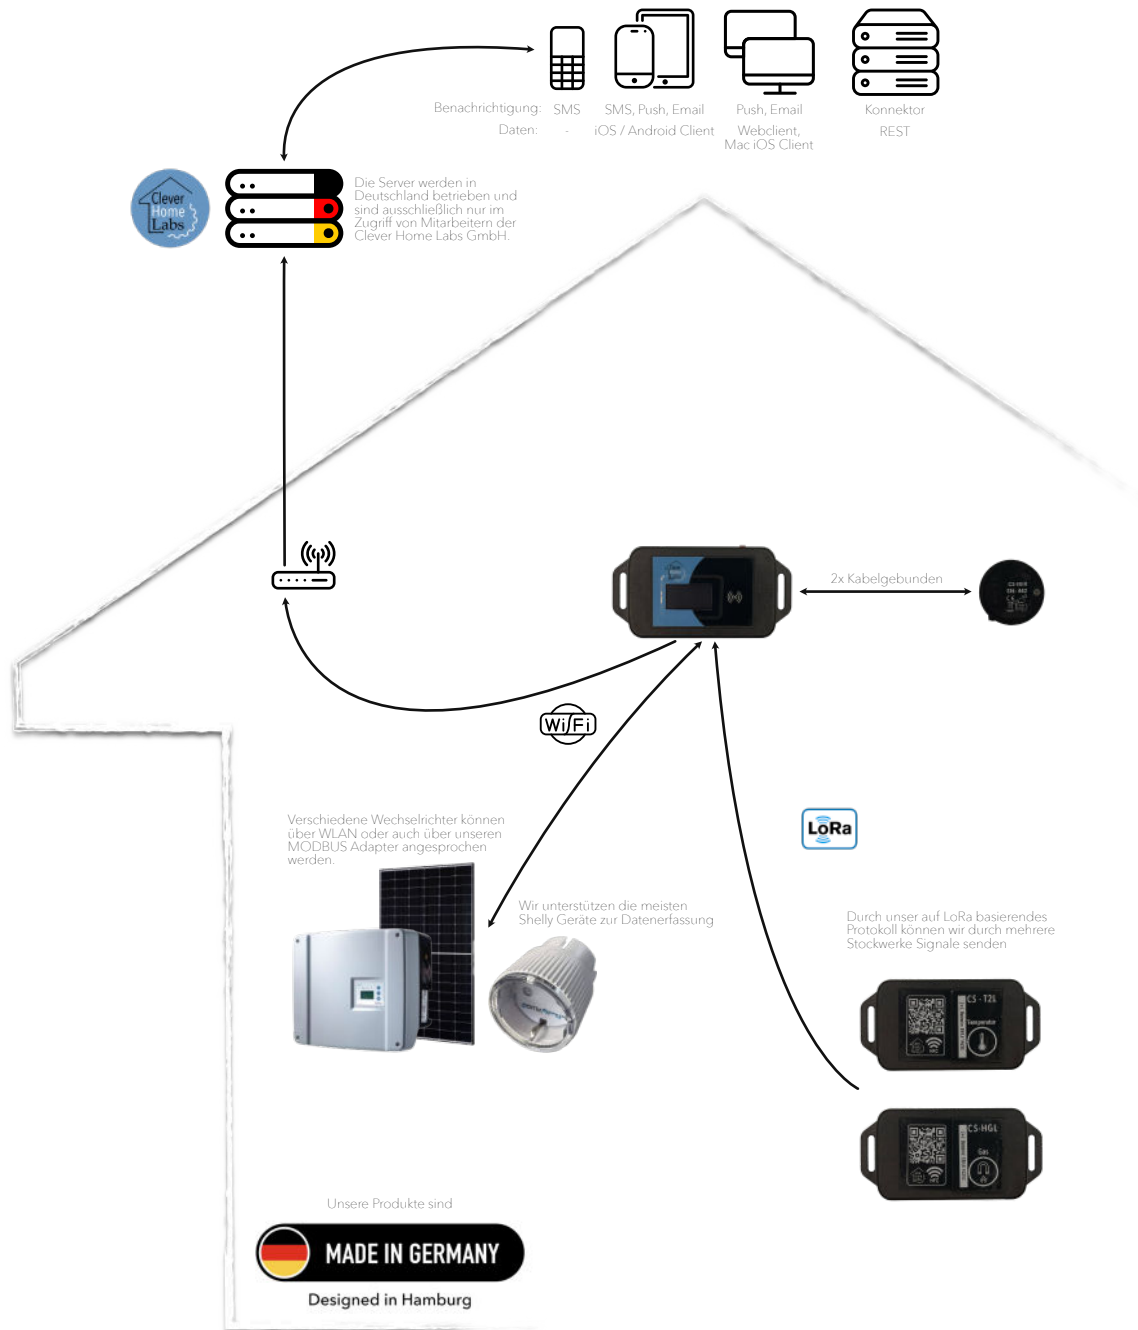 Benachrichtigung: SMS SMS, Push, Email Push, Email Konnektor
Daten: - iOS / Android Client Webclient, REST
Mac iOS Client
Clever
Home
Labs
Die Server werden in
Deutschland betrieben und
sind ausschließlich nur im
Zugriff von Mitarbeitern der
Clever Home Labs GmbH.
2x Kabelgebunden
WiFi
LoRa
Verschiedene Wechselrichter können
über WLAN oder auch über unseren
MODBUS Adapter angesprochen
werden.
Wir unterstützen die meisten
Shelly Geräte zur Datenerfassung
Durch unser auf LoRa basierendes
Protokoll können wir durch mehrere
Stockwerke Signale senden
CS - T2L
Temperatur
CS-HGL
Gas
Unsere Produkte sind
MADE IN GERMANY
Designed in Hamburg